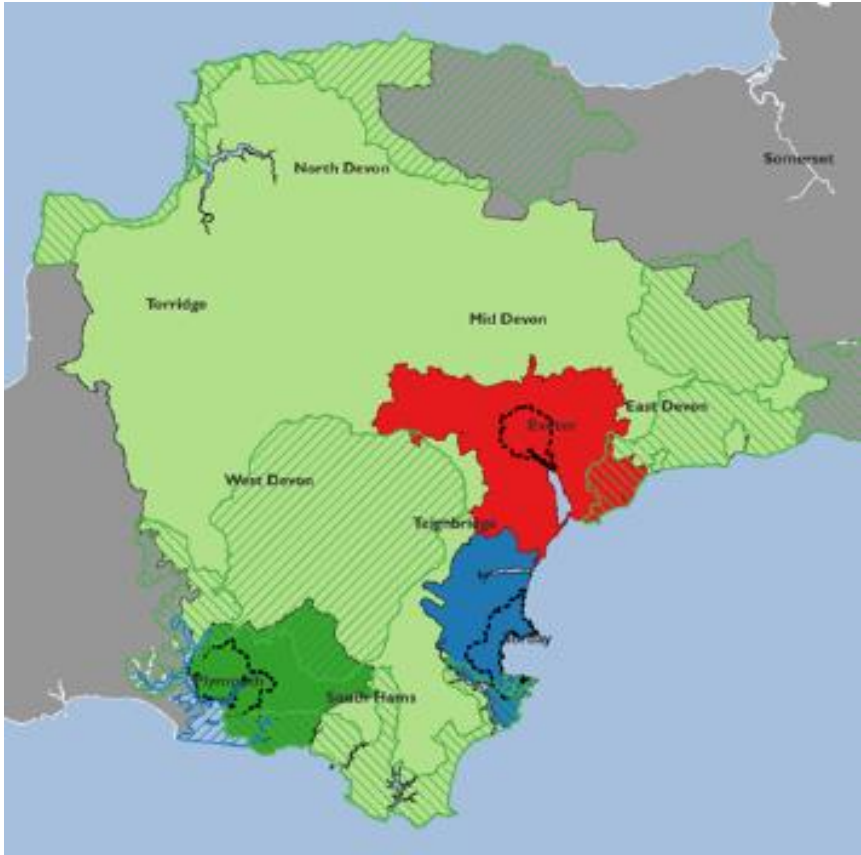 Somerset
North Devon
Torridge
Mid Devon
East Devon
Exeter
West Devon
Teignbridge
Torbay
Plymouth
South Hams